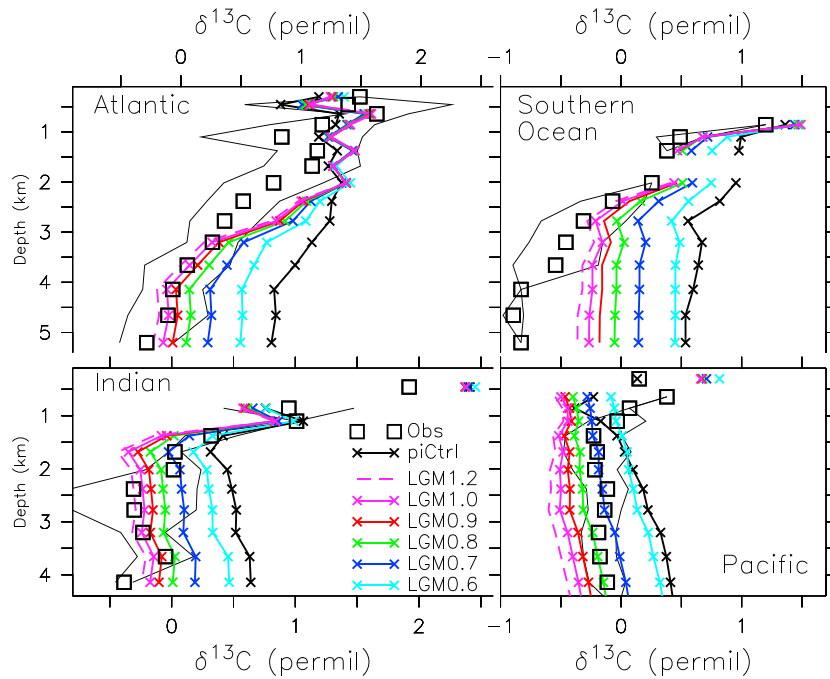 δ¹³C (permil) δ¹³C (permil)
0 1 2 -1 0 1
Atlantic Southern
Ocean
Depth (km)
1
2
3
4
5
Indian
Obs
piCtrl
LGM1.2
LGM1.0
LGM0.9
LGM0.8
LGM0.7
LGM0.6
Pacific
Depth (km)
0
1
2
3
4
0 1 2 -1 0 1
δ¹³C (permil) δ¹³C (permil)